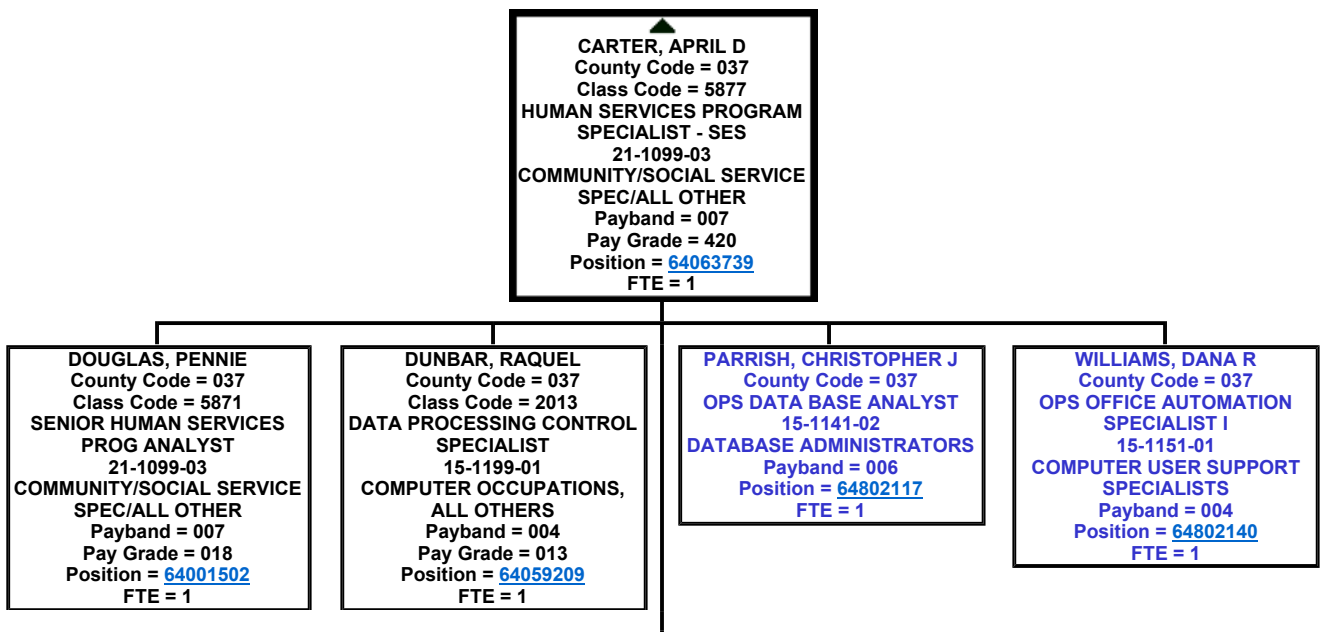 CARTER, APRIL D
County Code = 037
Class Code = 5877
HUMAN SERVICES PROGRAM
SPECIALIST - SES
21-1099-03
COMMUNITY/SOCIAL SERVICE
SPEC/ALL OTHER
Payband = 007
Pay Grade = 420
Position = 64063739
FTE = 1
DOUGLAS, PENNIE
County Code = 037
Class Code = 5871
SENIOR HUMAN SERVICES
PROG ANALYST
21-1099-03
COMMUNITY/SOCIAL SERVICE
SPEC/ALL OTHER
Payband = 007
Pay Grade = 018
Position = 64001502
FTE = 1
DUNBAR, RAQUEL
County Code = 037
Class Code = 2013
DATA PROCESSING CONTROL
SPECIALIST
15-1199-01
COMPUTER OCCUPATIONS,
ALL OTHERS
Payband = 004
Pay Grade = 013
Position = 64059209
FTE = 1
PARRISH, CHRISTOPHER J
County Code = 037
OPS DATA BASE ANALYST
15-1141-02
DATABASE ADMINISTRATORS
Payband = 006
Position = 64802117
FTE = 1
WILLIAMS, DANA R
County Code = 037
OPS OFFICE AUTOMATION
SPECIALIST I
15-1151-01
COMPUTER USER SUPPORT
SPECIALISTS
Payband = 004
Position = 64802140
FTE = 1